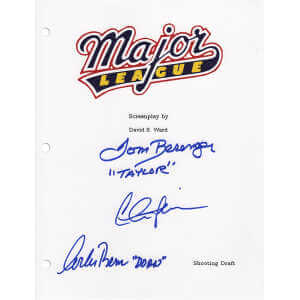 Major
LEAGUE
Screenplay by
David S. Ward
Tom Berenger
"TAYLOR"
"DORN"
Shooting Draft